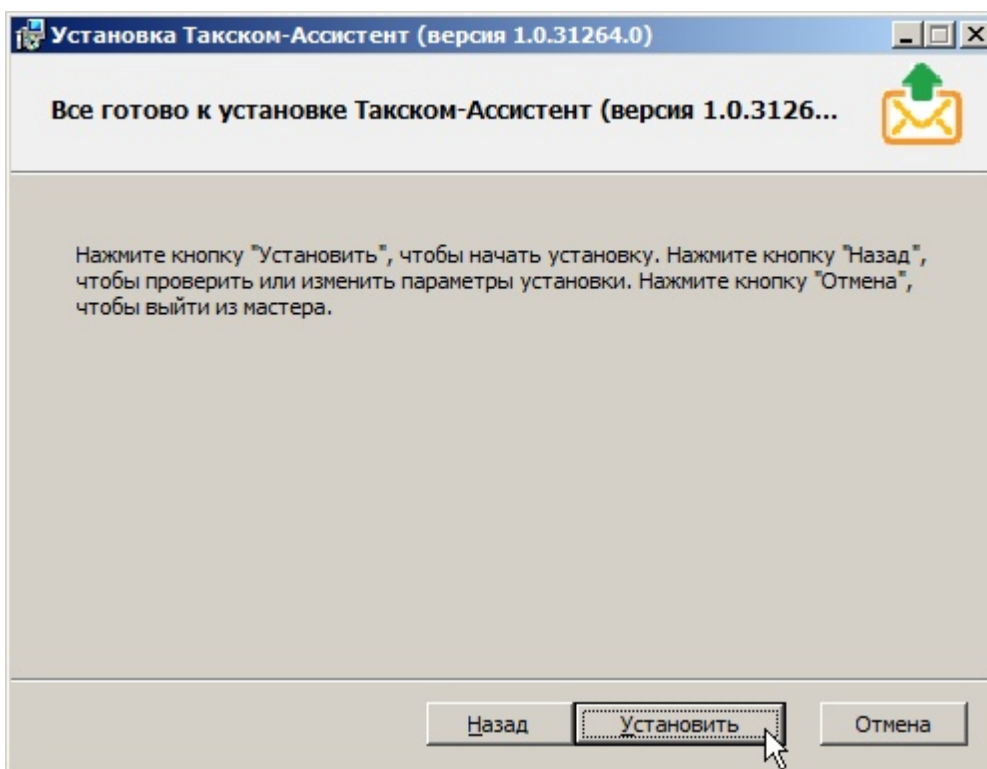 Установка Такском-Ассистент (версия 1.0.31264.0)
Все готово к установке Такском-Ассистент (версия 1.0.3126...
Нажмите кнопку "Установить", чтобы начать установку. Нажмите кнопку "Назад",
чтобы проверить или изменить параметры установки. Нажмите кнопку "Отмена",
чтобы выйти из мастера.
Назад Установить Отмена